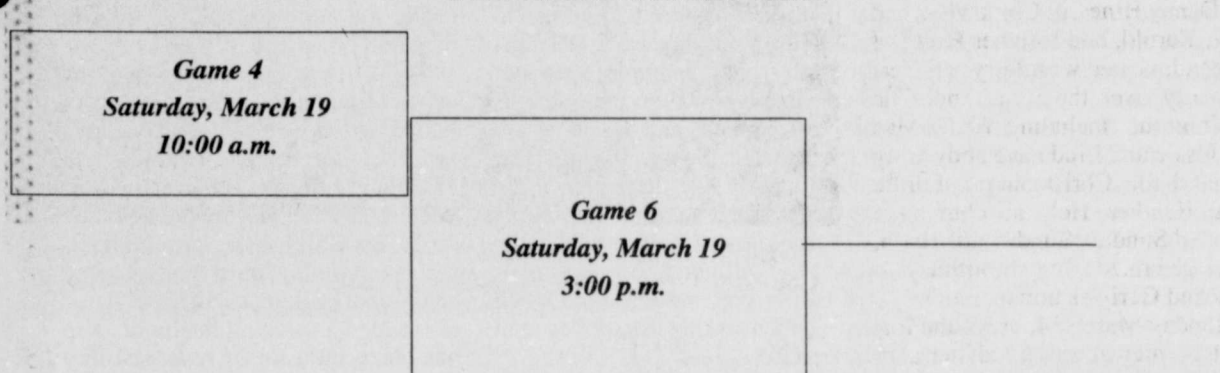 Game 4
Saturday, March 19
10:00 a.m.
Game 6
Saturday, March 19
3:00 p.m.